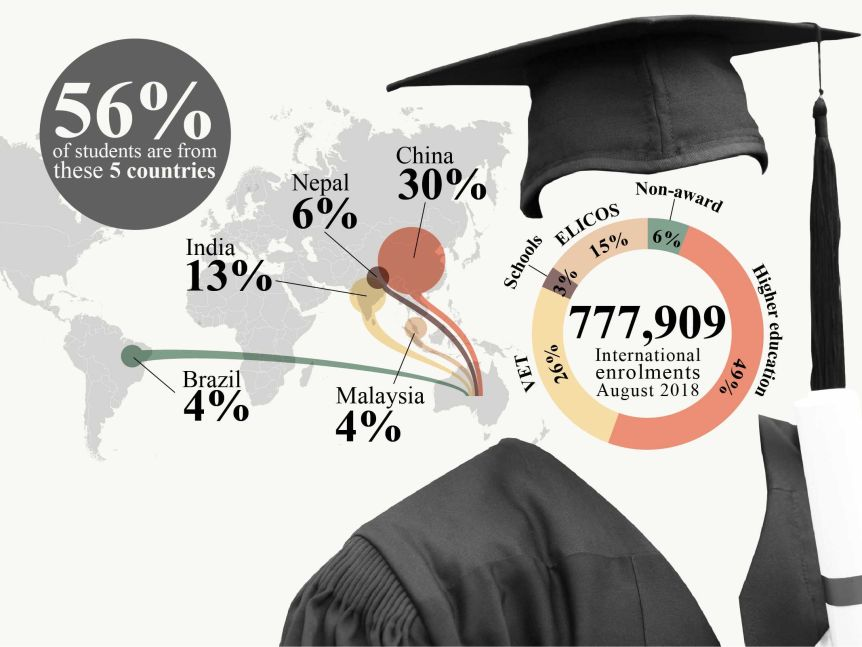 56%
of students are from
these 5 countries
China
30%
Nepal
6%
India
13%
Brazil
4%
Malaysia
4%
Non-award
6%
ELICOS
15%
Schools
3%
VET
26%
Higher education
49%
777,909
International
enrolments
August 2018